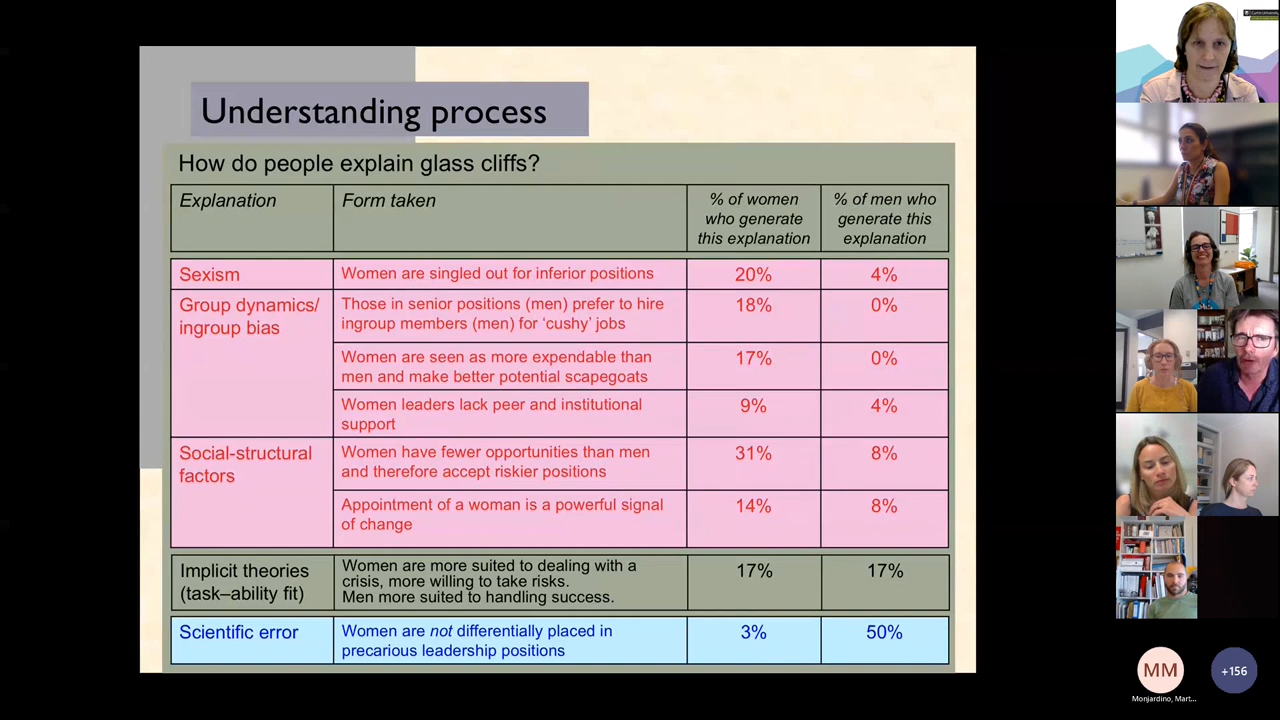 Understanding process
How do people explain glass cliffs?
Explanation
Form taken
% of women
who generate
this explanation
% of men who
generate this
explanation
Sexism
Women are singled out for inferior positions
20%
4%
Group dynamics/
ingroup bias
Those in senior positions (men) prefer to hire
ingroup members (men) for ‘cushy’ jobs
18%
0%
Women are seen as more expendable than
men and make better potential scapegoats
17%
0%
Women leaders lack peer and institutional
support
9%
4%
Social-structural
factors
Women have fewer opportunities than men
and therefore accept riskier positions
31%
8%
Appointment of a woman is a powerful signal
of change
14%
8%
Implicit theories
(task–ability fit)
Women are more suited to dealing with a
crisis, more willing to take risks.
Men more suited to handling success.
17%
17%
Scientific error
Women are not differentially placed in
precarious leadership positions
3%
50%
MM
+156
Monjardino, Mart...